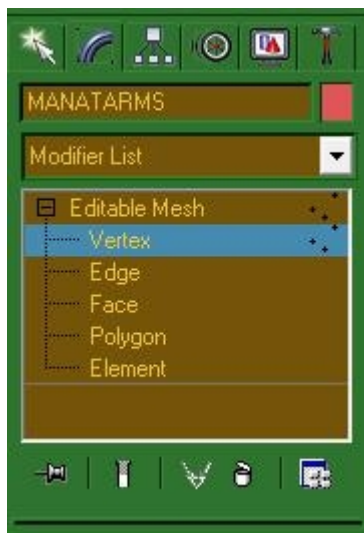 MANATARMS
Modifier List
Editable Mesh
Vertex
Edge
Face
Polygon
Element